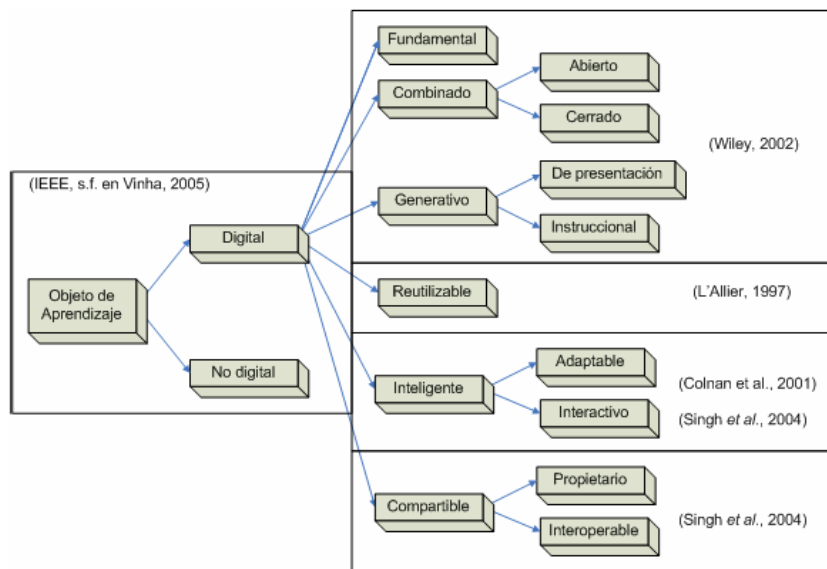 Fundamental
Combinado
Abierto
Cerrado
(Wiley, 2002)
Generativo
De presentación
Instruccional
(IEEE, s.f. en Vinha, 2005)
Objeto de
Aprendizaje
Digital
No digital
Reutilizable
(L'Allier, 1997)
Inteligente
Adaptable
(Colnan et al., 2001)
Interactivo
(Singh et al., 2004)
Compartible
Propietario
Interoperable
(Singh et al., 2004)